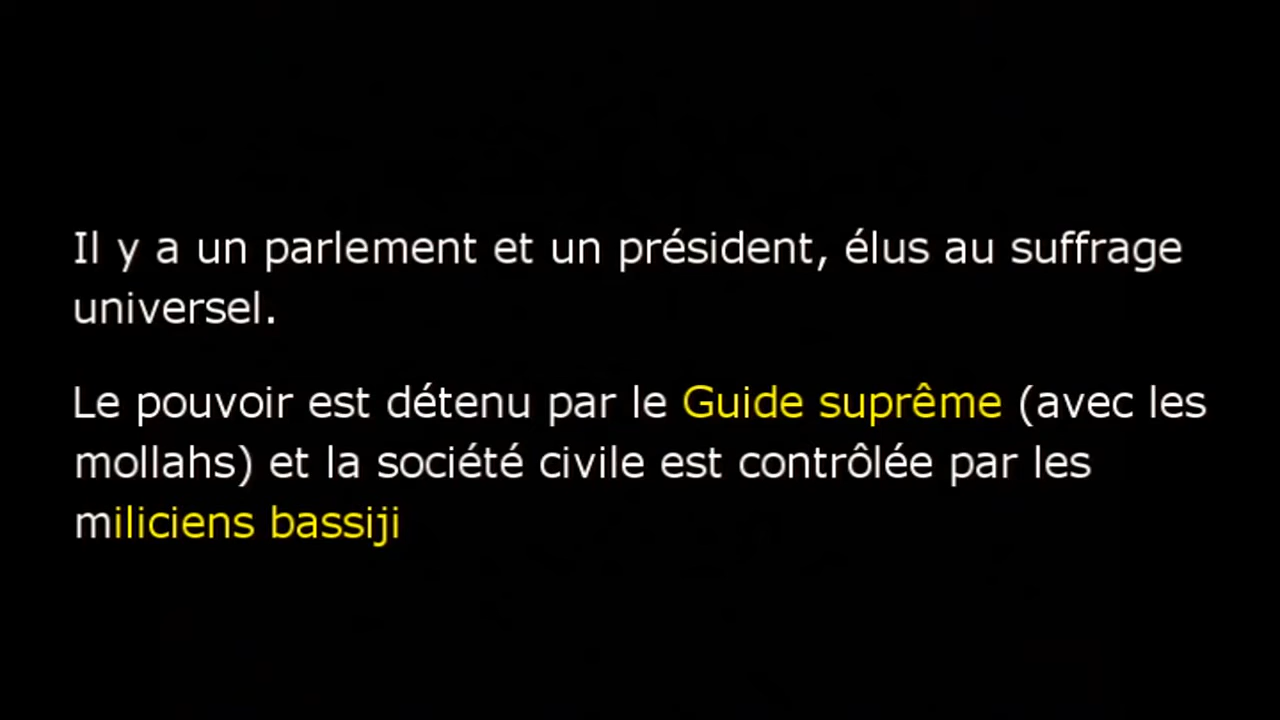 Il y a un parlement et un président, élus au suffrage
universel.
Le pouvoir est détenu par le Guide suprême (avec les
mollahs) et la société civile est contrôlée par les
miliciens bassiji